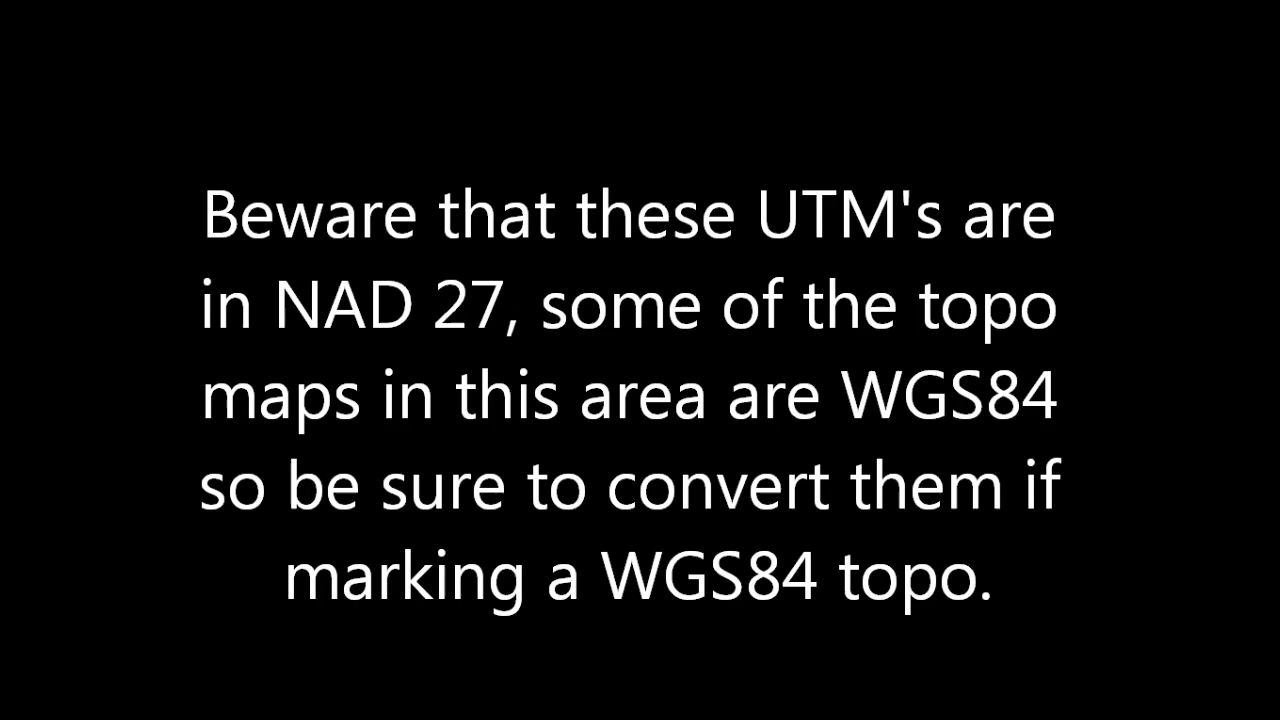 Beware that these UTM's are
in NAD 27, some of the topo
maps in this area are WGS84
so be sure to convert them if
marking a WGS84 topo.